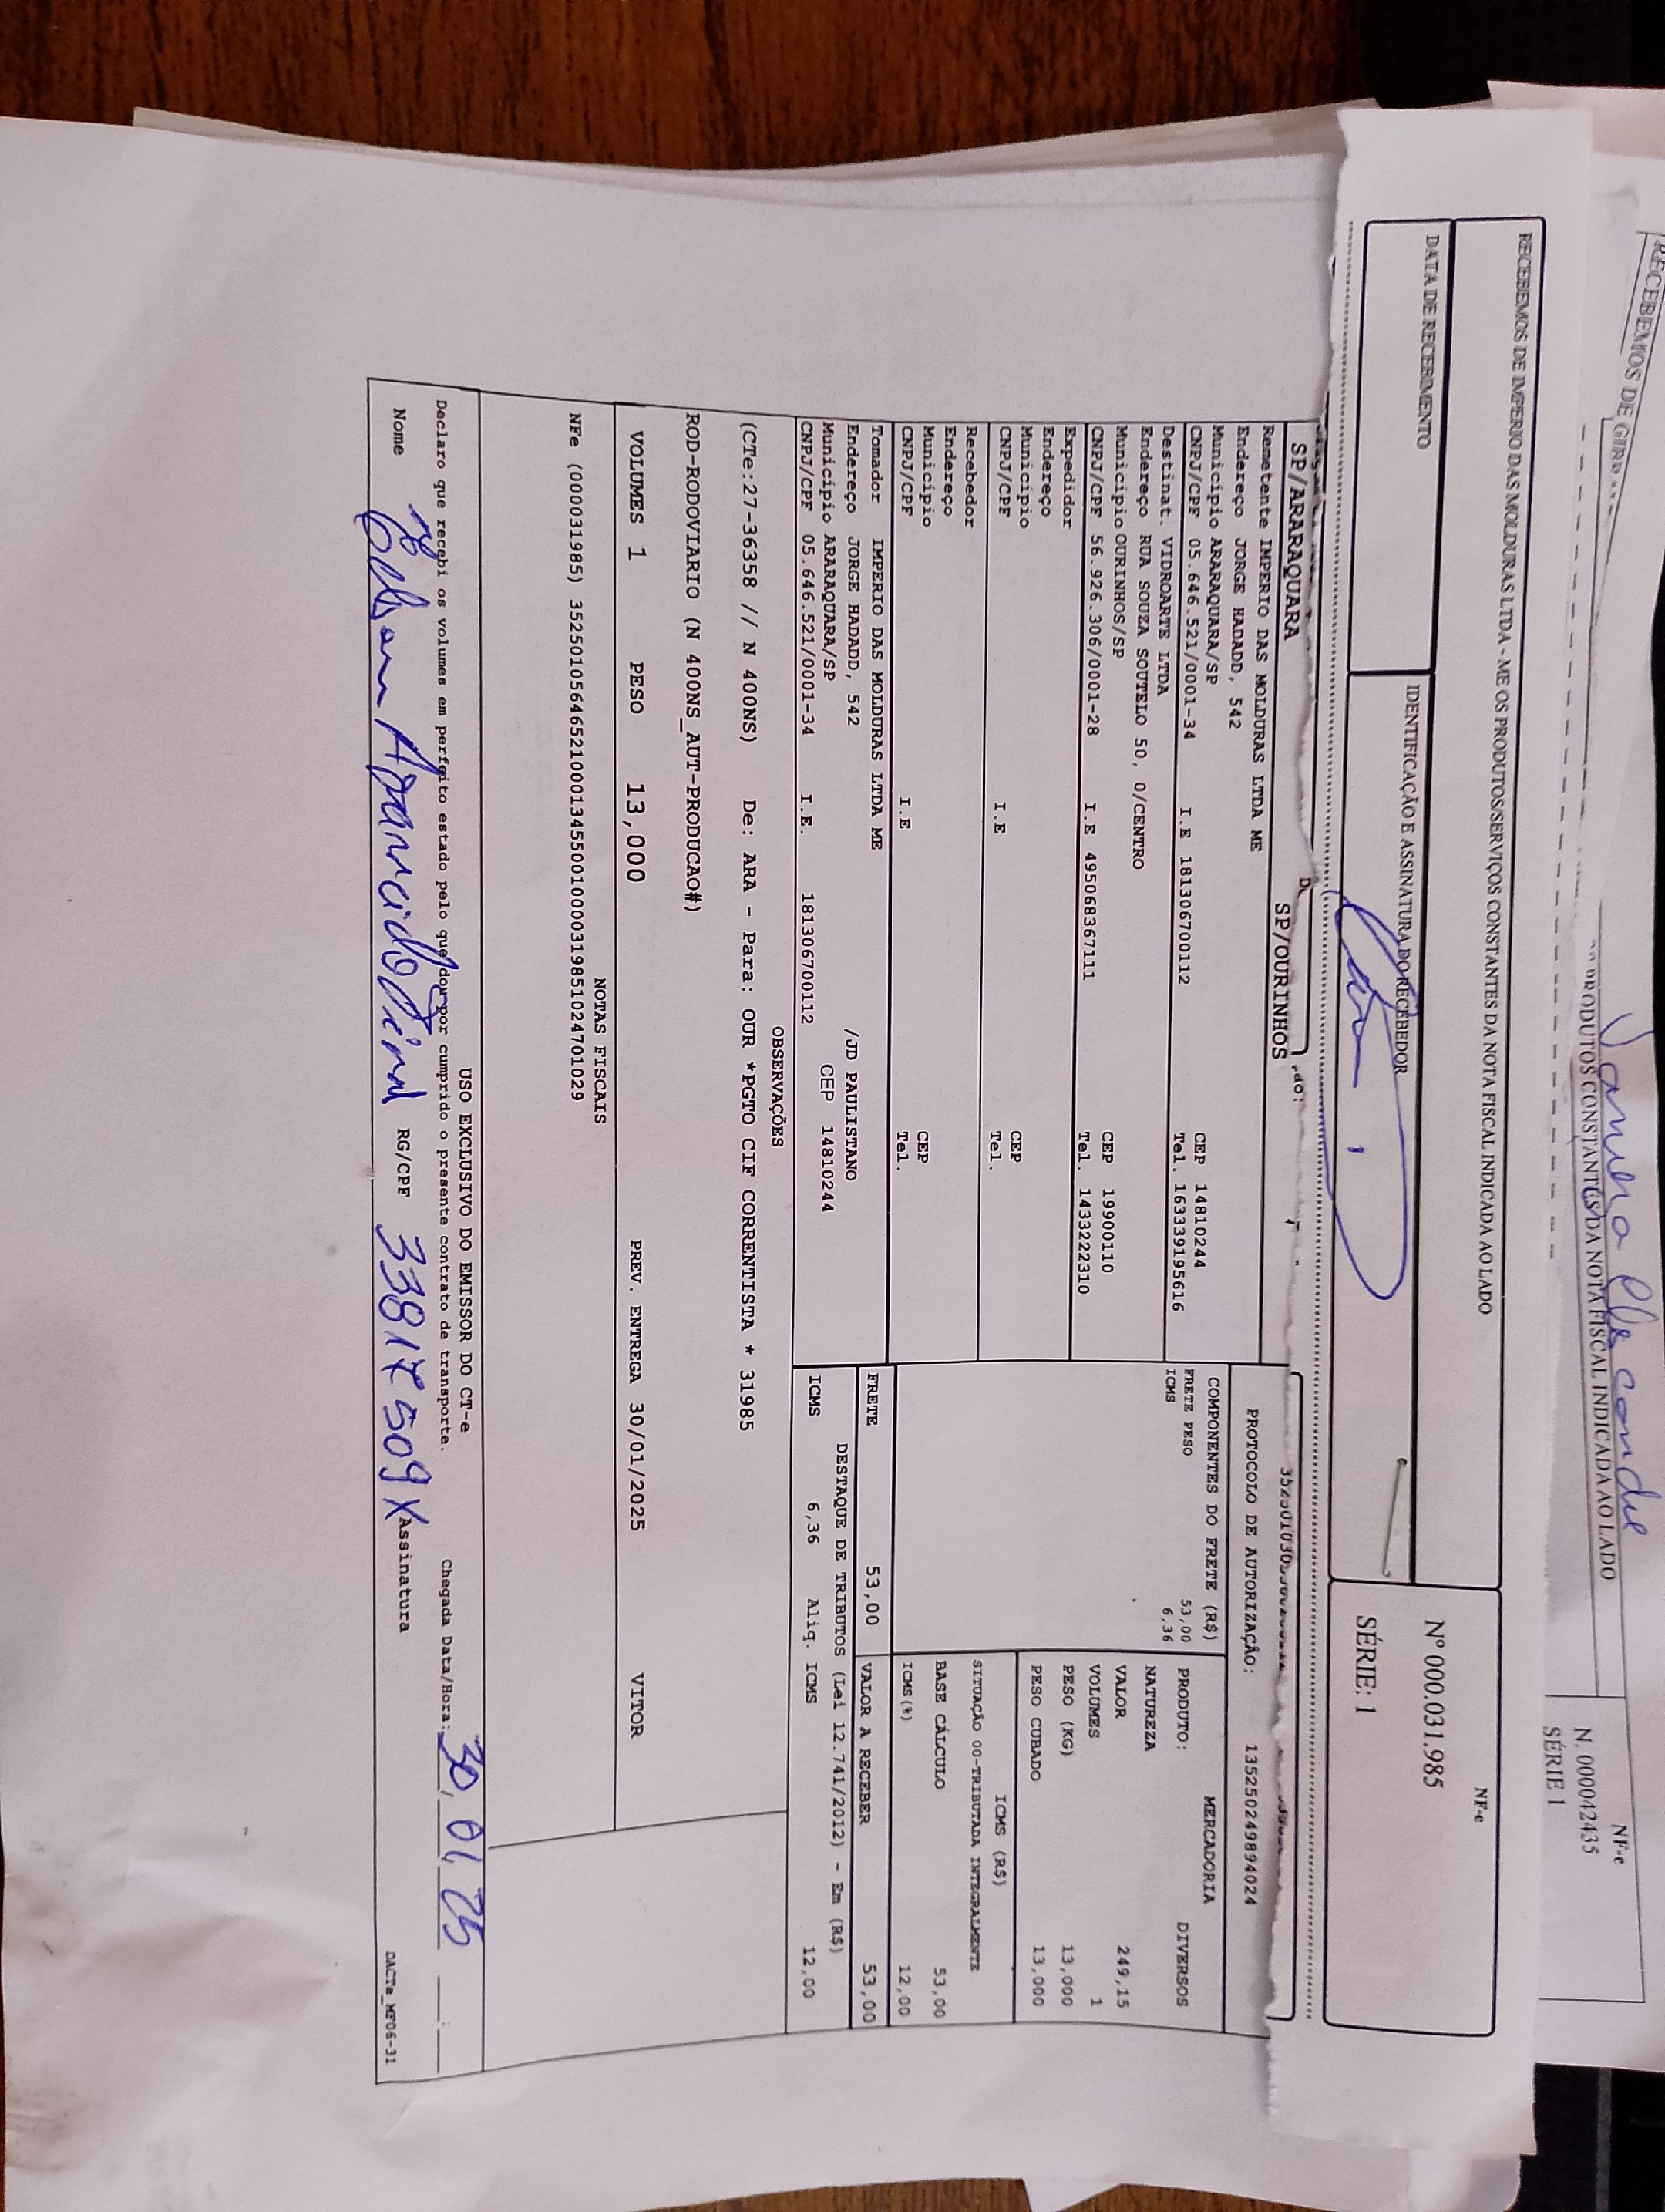 RECEBEMOS DE
PRODUTOS CONSTANTES DA NOTA FISCAL INDICADA AO LADO
NF-e
N. 000042435
SÉRIE 1
RECEBEMOS DE IMPERIO DAS MOLDURAS LTDA - ME OS PRODUTOS/SERVIÇOS CONSTANTES DA NOTA FISCAL INDICADA AO LADO
NF-e
Nº 000.031.985
SÉRIE: 1
DATA DE RECEBIMENTO
IDENTIFICAÇÃO E ASSINATURA DO RECEBEDOR
SP/ARARAQUARA
SP/OURINHOS
PROTOCOLO DE AUTORIZAÇÃO: 135250249894024
Remetente IMPERIO DAS MOLDURAS LTDA ME
Endereço JORGE HADADD, 542
Município ARARAQUARA/SP CEP 14810244
CNPJ/CPF 05.646.521/0001-34 I.E 181306700112 Tel. 163339195616
Destinat. VIDROARTE LTDA
Endereço RUA SOUZA SOUTELO 50, 0/CENTRO
Município OURINHOS/SP CEP 19900110
CNPJ/CPF 56.926.306/0001-28 I.E 495068367111 Tel. 1433222310
Expedidor
Endereço
Município CEP
CNPJ/CPF I.E Tel.
Recebedor
Endereço
Município CEP
CNPJ/CPF I.E Tel.
Tomador IMPERIO DAS MOLDURAS LTDA ME
Endereço JORGE HADADD, 542 /JD PAULISTANO
Município ARARAQUARA/SP CEP 14810244
CNPJ/CPF 05.646.521/0001-34 I.E. 181306700112
COMPONENTES DO FRETE (R$)
FRETE PESO 53,00
ICMS 6,36
MERCADORIA
PRODUTO: DIVERSOS
NATUREZA
VALOR 249,15
VOLUMES 1
PESO (KG) 13,000
PESO CUBADO 13,000
ICMS (R$)
SITUAÇÃO 00-TRIBUTADA INTEGRALMENTE
BASE CÁLCULO 53,00
ICMS(%) 12,00
FRETE 53,00 VALOR A RECEBER 53,00
DESTAQUE DE TRIBUTOS (Lei 12.741/2012) - Em (R$)
ICMS 6,36 Aliq. ICMS 12,00
OBSERVAÇÕES
(CTe:27-36358 // N 400NS) De: ARA - Para: OUR *PGTO CIF CORRENTISTA * 31985
ROD-RODOVIARIO (N 400NS_AUT-PRODUCAO#)
VOLUMES 1 PESO 13,000 PREV. ENTREGA 30/01/2025 VITOR
NOTAS FISCAIS
NFe (000031985) 35250105646521000134550010000319851024701029
USO EXCLUSIVO DO EMISSOR DO CT-e
Declaro que recebi os volumes em perfeito estado pelo que dou por cumprido o presente contrato de transporte. Chegada Data/Hora: 30/01/25 __:__
Nome Aparecido RG/CPF 33817509X Assinatura
DACTe_MF06-31